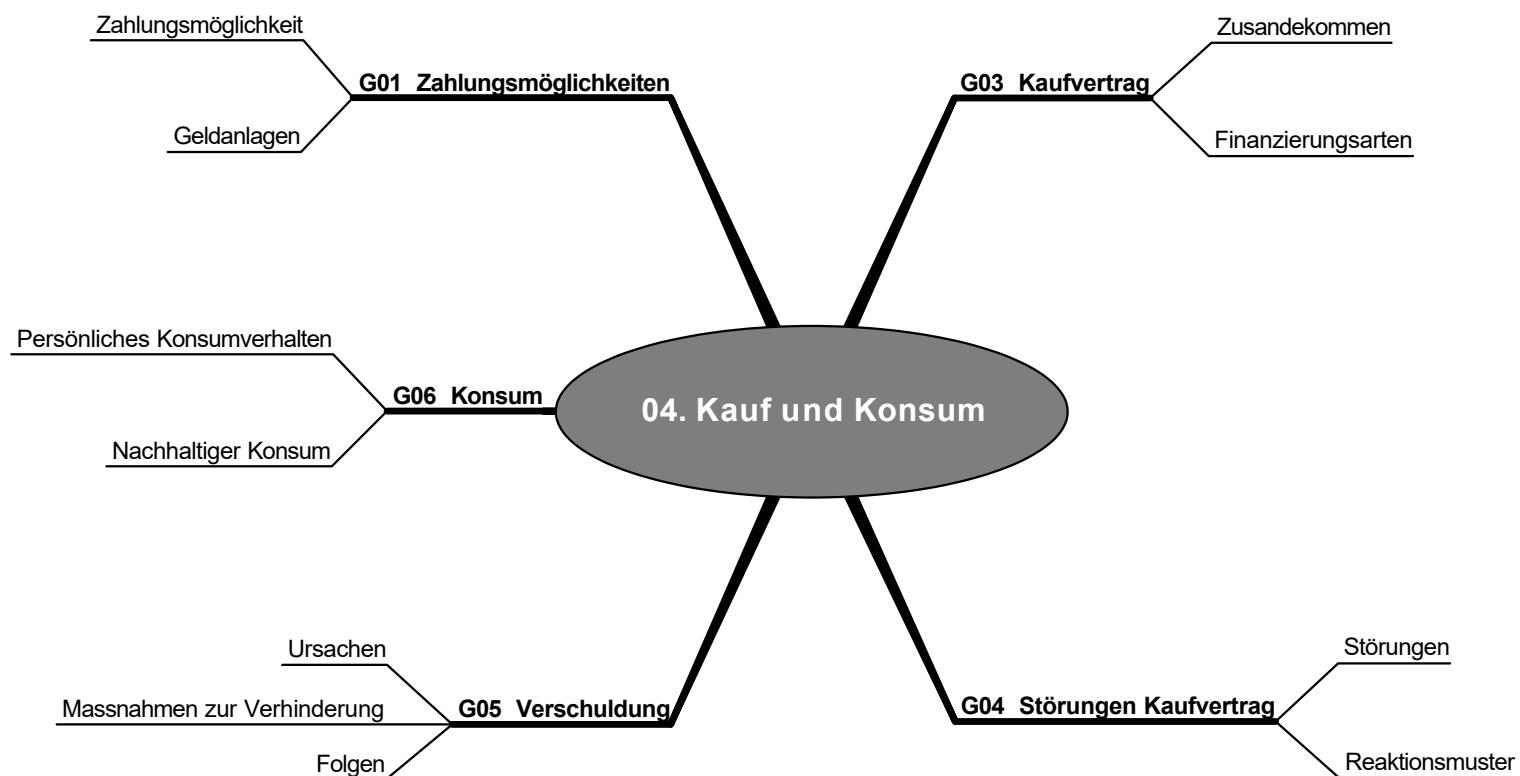 Zahlungsmöglichkeit
G01 Zahlungsmöglichkeiten
Geldanlagen
Zusandekommen
G03 Kaufvertrag
Finanzierungsarten
Persönliches Konsumverhalten
G06 Konsum
Nachhaltiger Konsum
04. Kauf und Konsum
Ursachen
Massnahmen zur Verhinderung
G05 Verschuldung
Folgen
Störungen
G04 Störungen Kaufvertrag
Reaktionsmuster